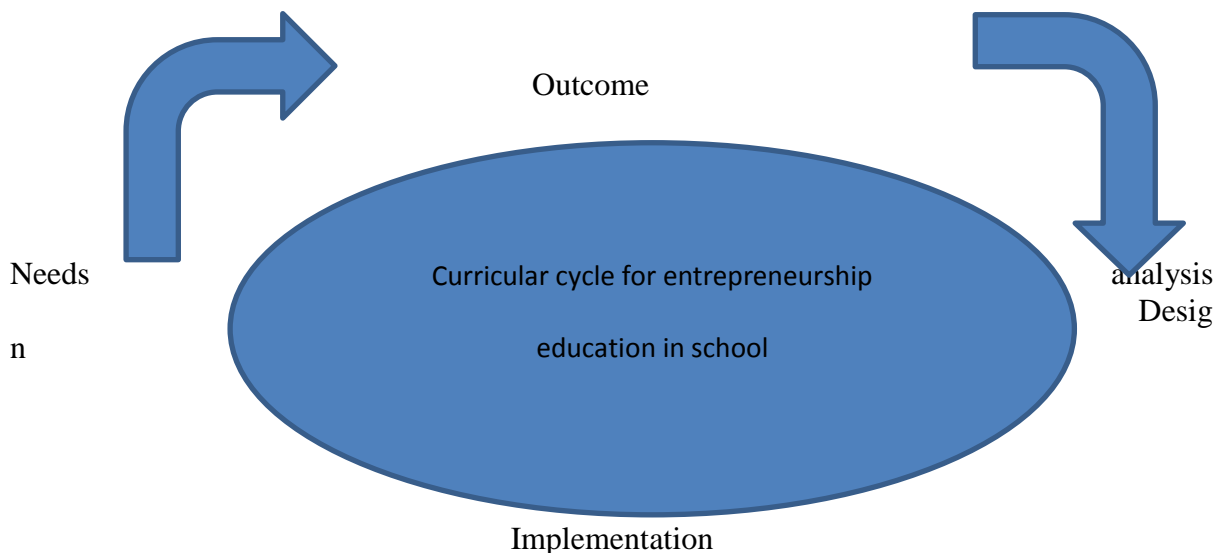 Outcome
Needs
Curricular cycle for entrepreneurship
analysis
Desig
n
education in school
Implementation